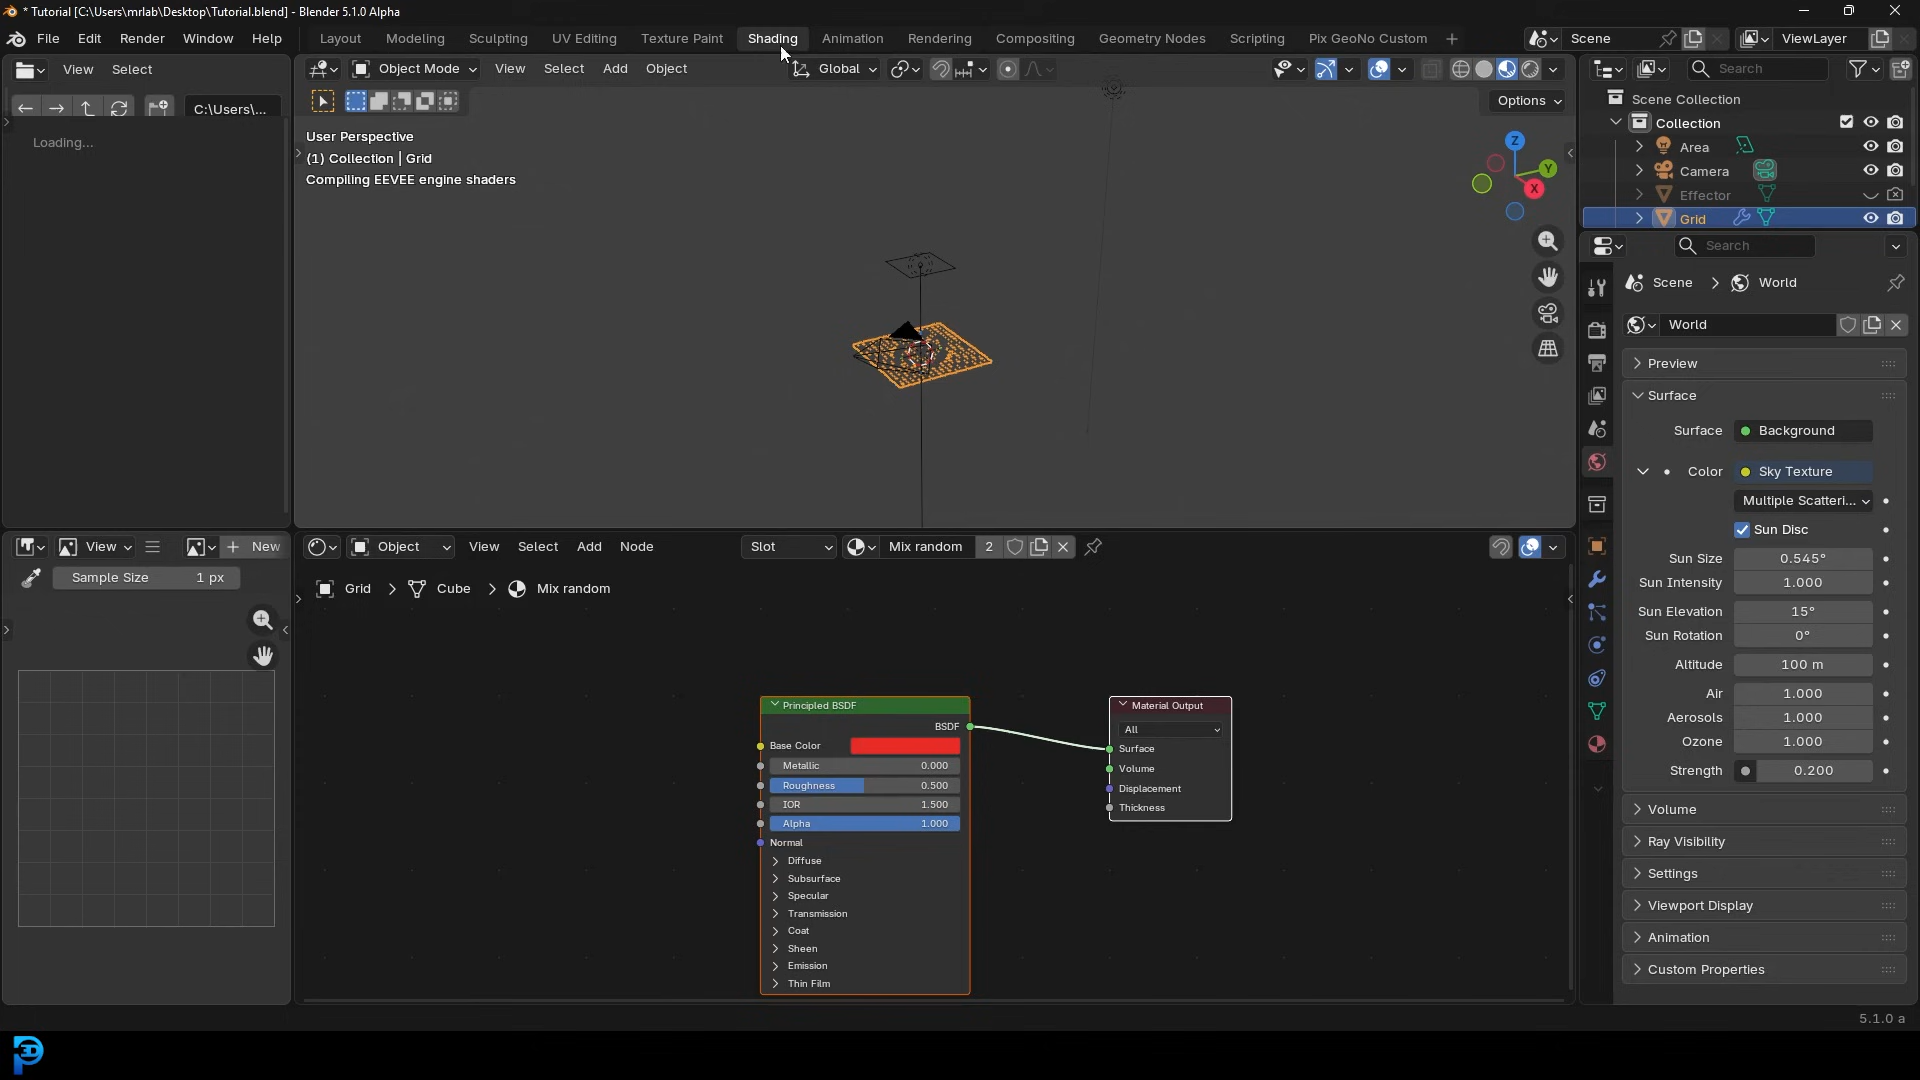 * Tutorial [C:\Users\mrlab\Desktop\Tutorial.blend] - Blender 5.1.0 Alpha
File Edit Render Window Help
Layout Modeling Sculpting UV Editing Texture Paint Shading Animation Rendering Compositing Geometry Nodes Scripting Pix GeoNo Custom +
Scene
ViewLayer
View Select
C:\Users\...
Loading...
Object Mode View Select Add Object
Global
Options
User Perspective
(1) Collection | Grid
Compiling EEVEE engine shaders
Z
Y
X
Search
Scene Collection
Collection
Area
Camera
Effector
Grid
Search
Scene > World
World
Preview
Surface
Surface Background
Color Sky Texture
Multiple Scatteri...
Sun Disc
Sun Size 0.545°
Sun Intensity 1.000
Sun Elevation 15°
Sun Rotation 0°
Altitude 100 m
Air 1.000
Aerosols 1.000
Ozone 1.000
Strength 0.200
Volume
Ray Visibility
Settings
Viewport Display
Animation
Custom Properties
View
+ New
Sample Size 1 px
Object View Select Add Node
Slot
Mix random 2
Grid > Cube > Mix random
Principled BSDF
BSDF
Base Color
Metallic 0.000
Roughness 0.500
IOR 1.500
Alpha 1.000
Normal
Diffuse
Subsurface
Specular
Transmission
Coat
Sheen
Emission
Thin Film
Material Output
All
Surface
Volume
Displacement
Thickness
5.1.0 a
3D